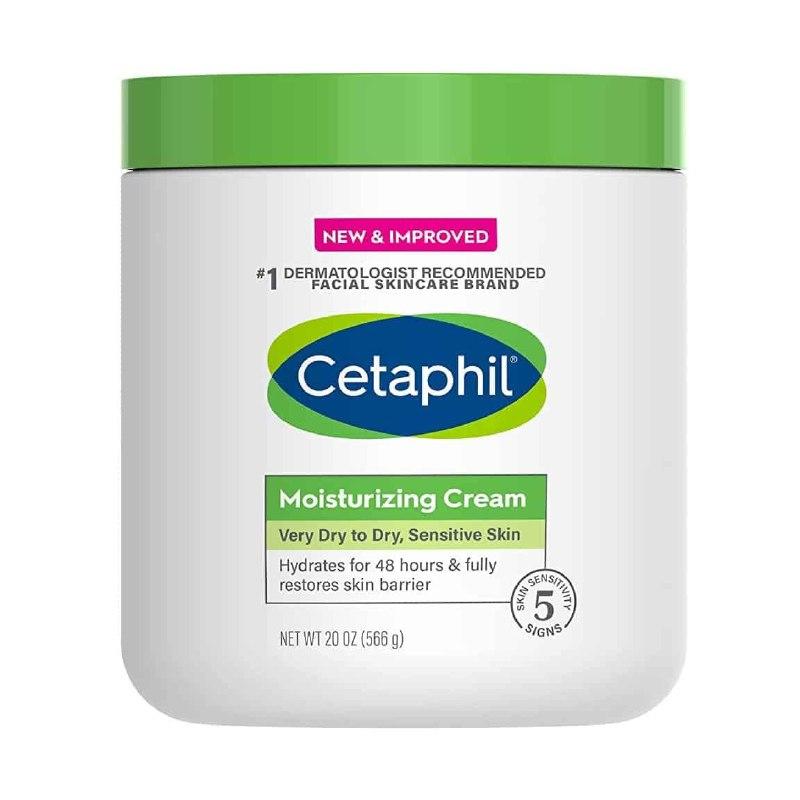 NEW & IMPROVED
#1 DERMATOLOGIST RECOMMENDED
FACIAL SKINCARE BRAND
Cetaphil®
Moisturizing Cream
Very Dry to Dry, Sensitive Skin
Hydrates for 48 hours & fully
restores skin barrier
SKIN SENSITIVITY
5
SIGNS
NET WT 20 OZ (566 g)